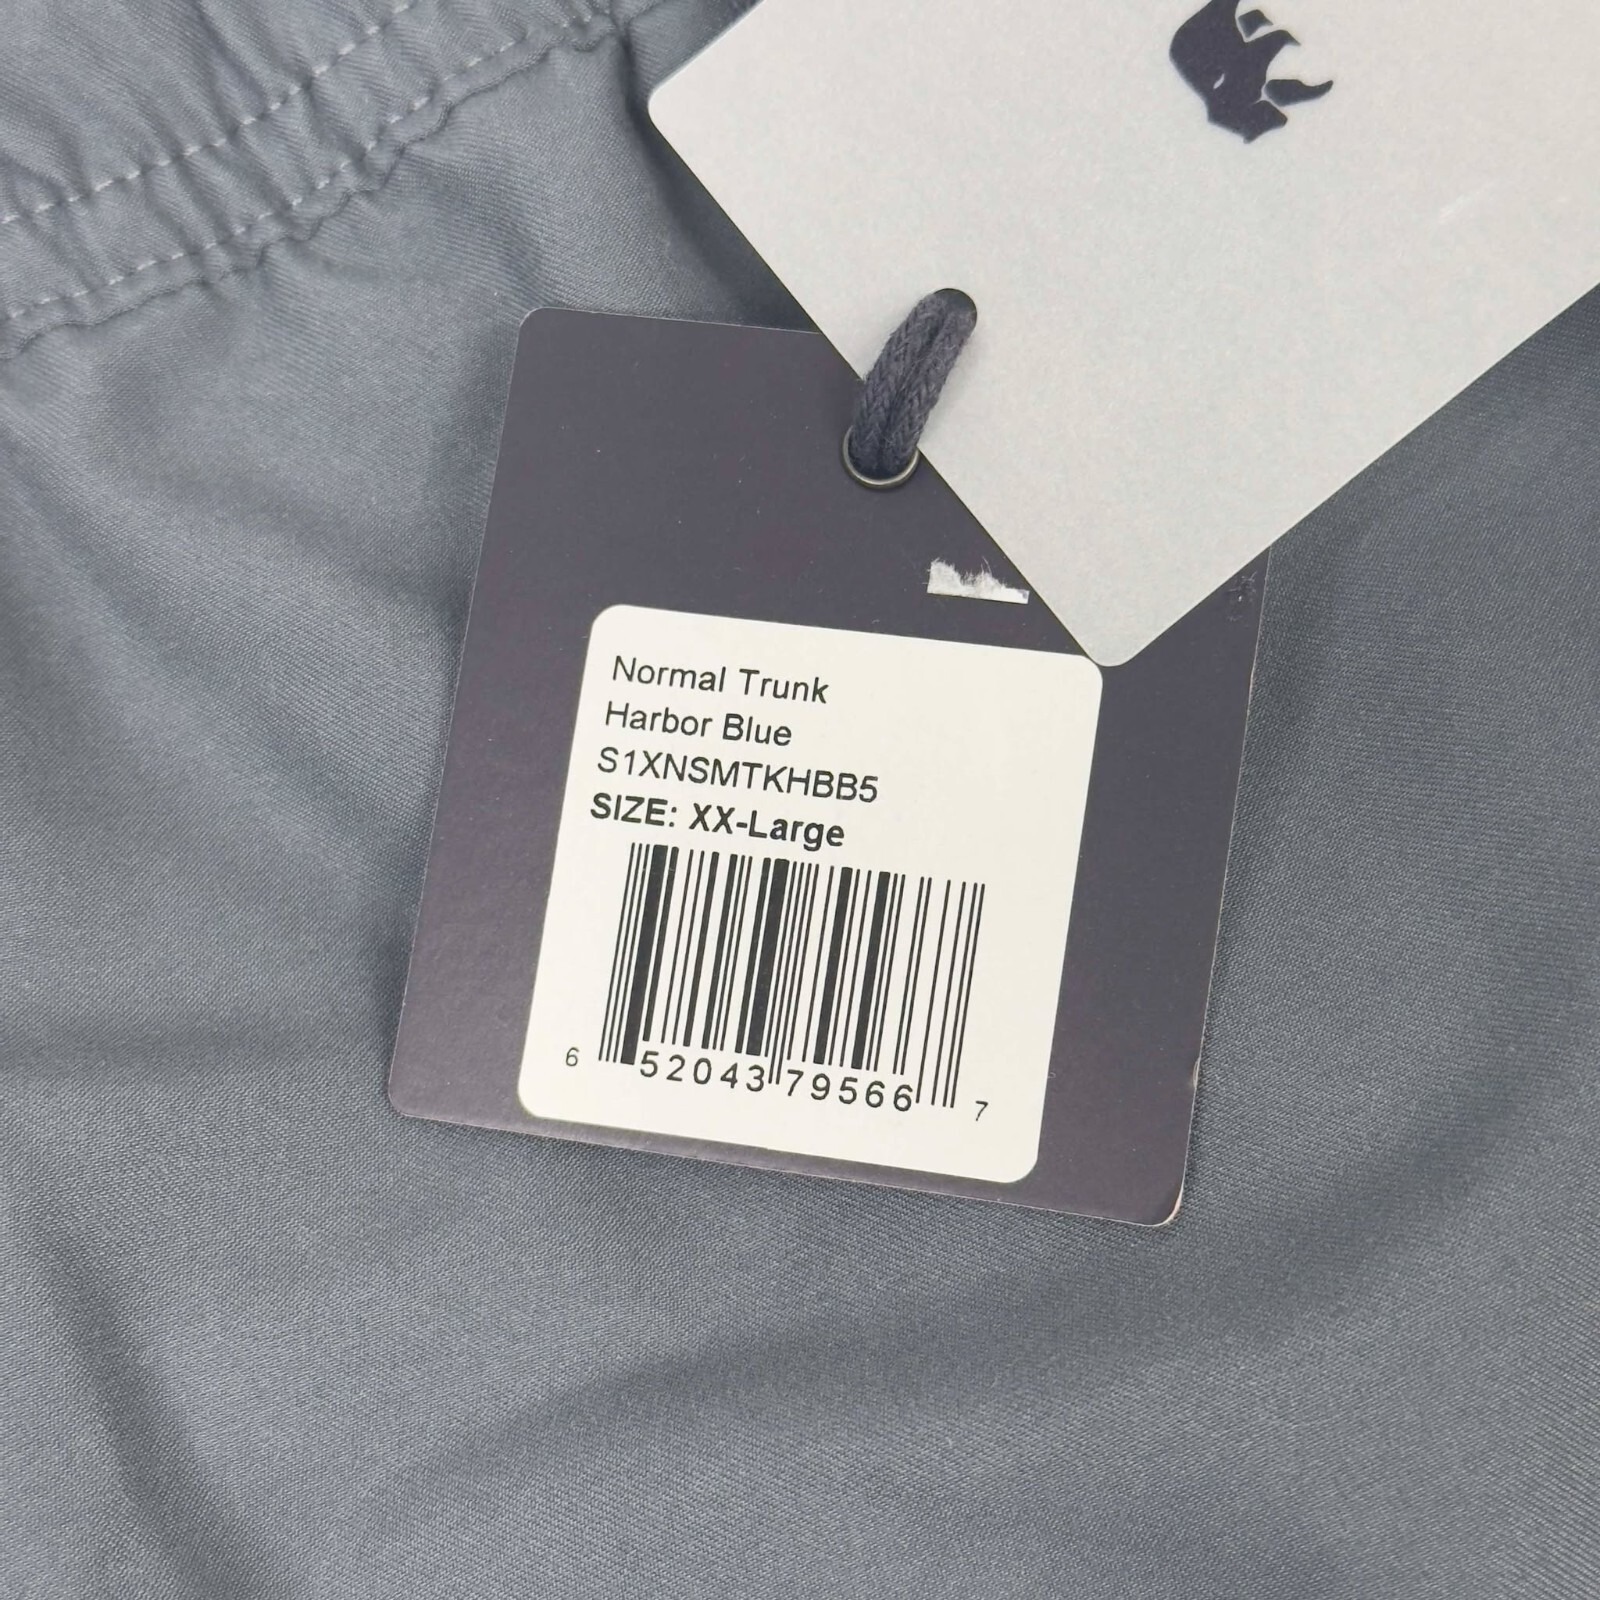 Normal Trunk
Harbor Blue
S1XNSMTKHBB5
SIZE: XX-Large
6 52043 79566 7